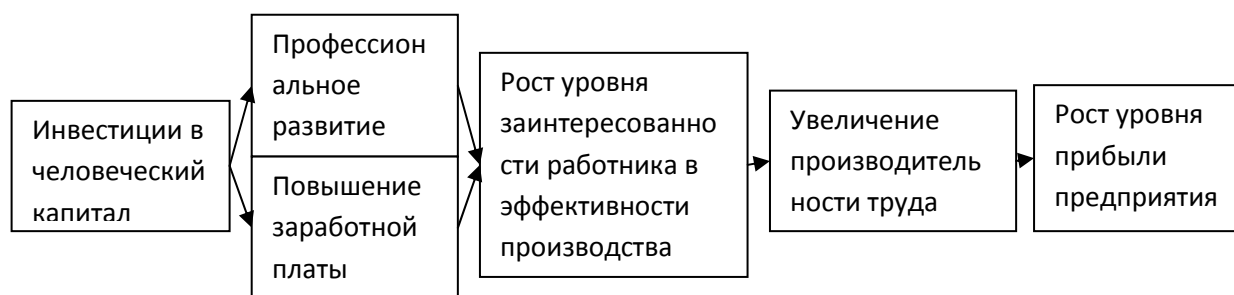 Инвестиции в
человеческий
капитал
Профессион
альное
развитие
Повышение
заработной
платы
Рост уровня
заинтересованно
сти работника в
эффективности
производства
Увеличение
производитель
ности труда
Рост уровня
прибыли
предприятия